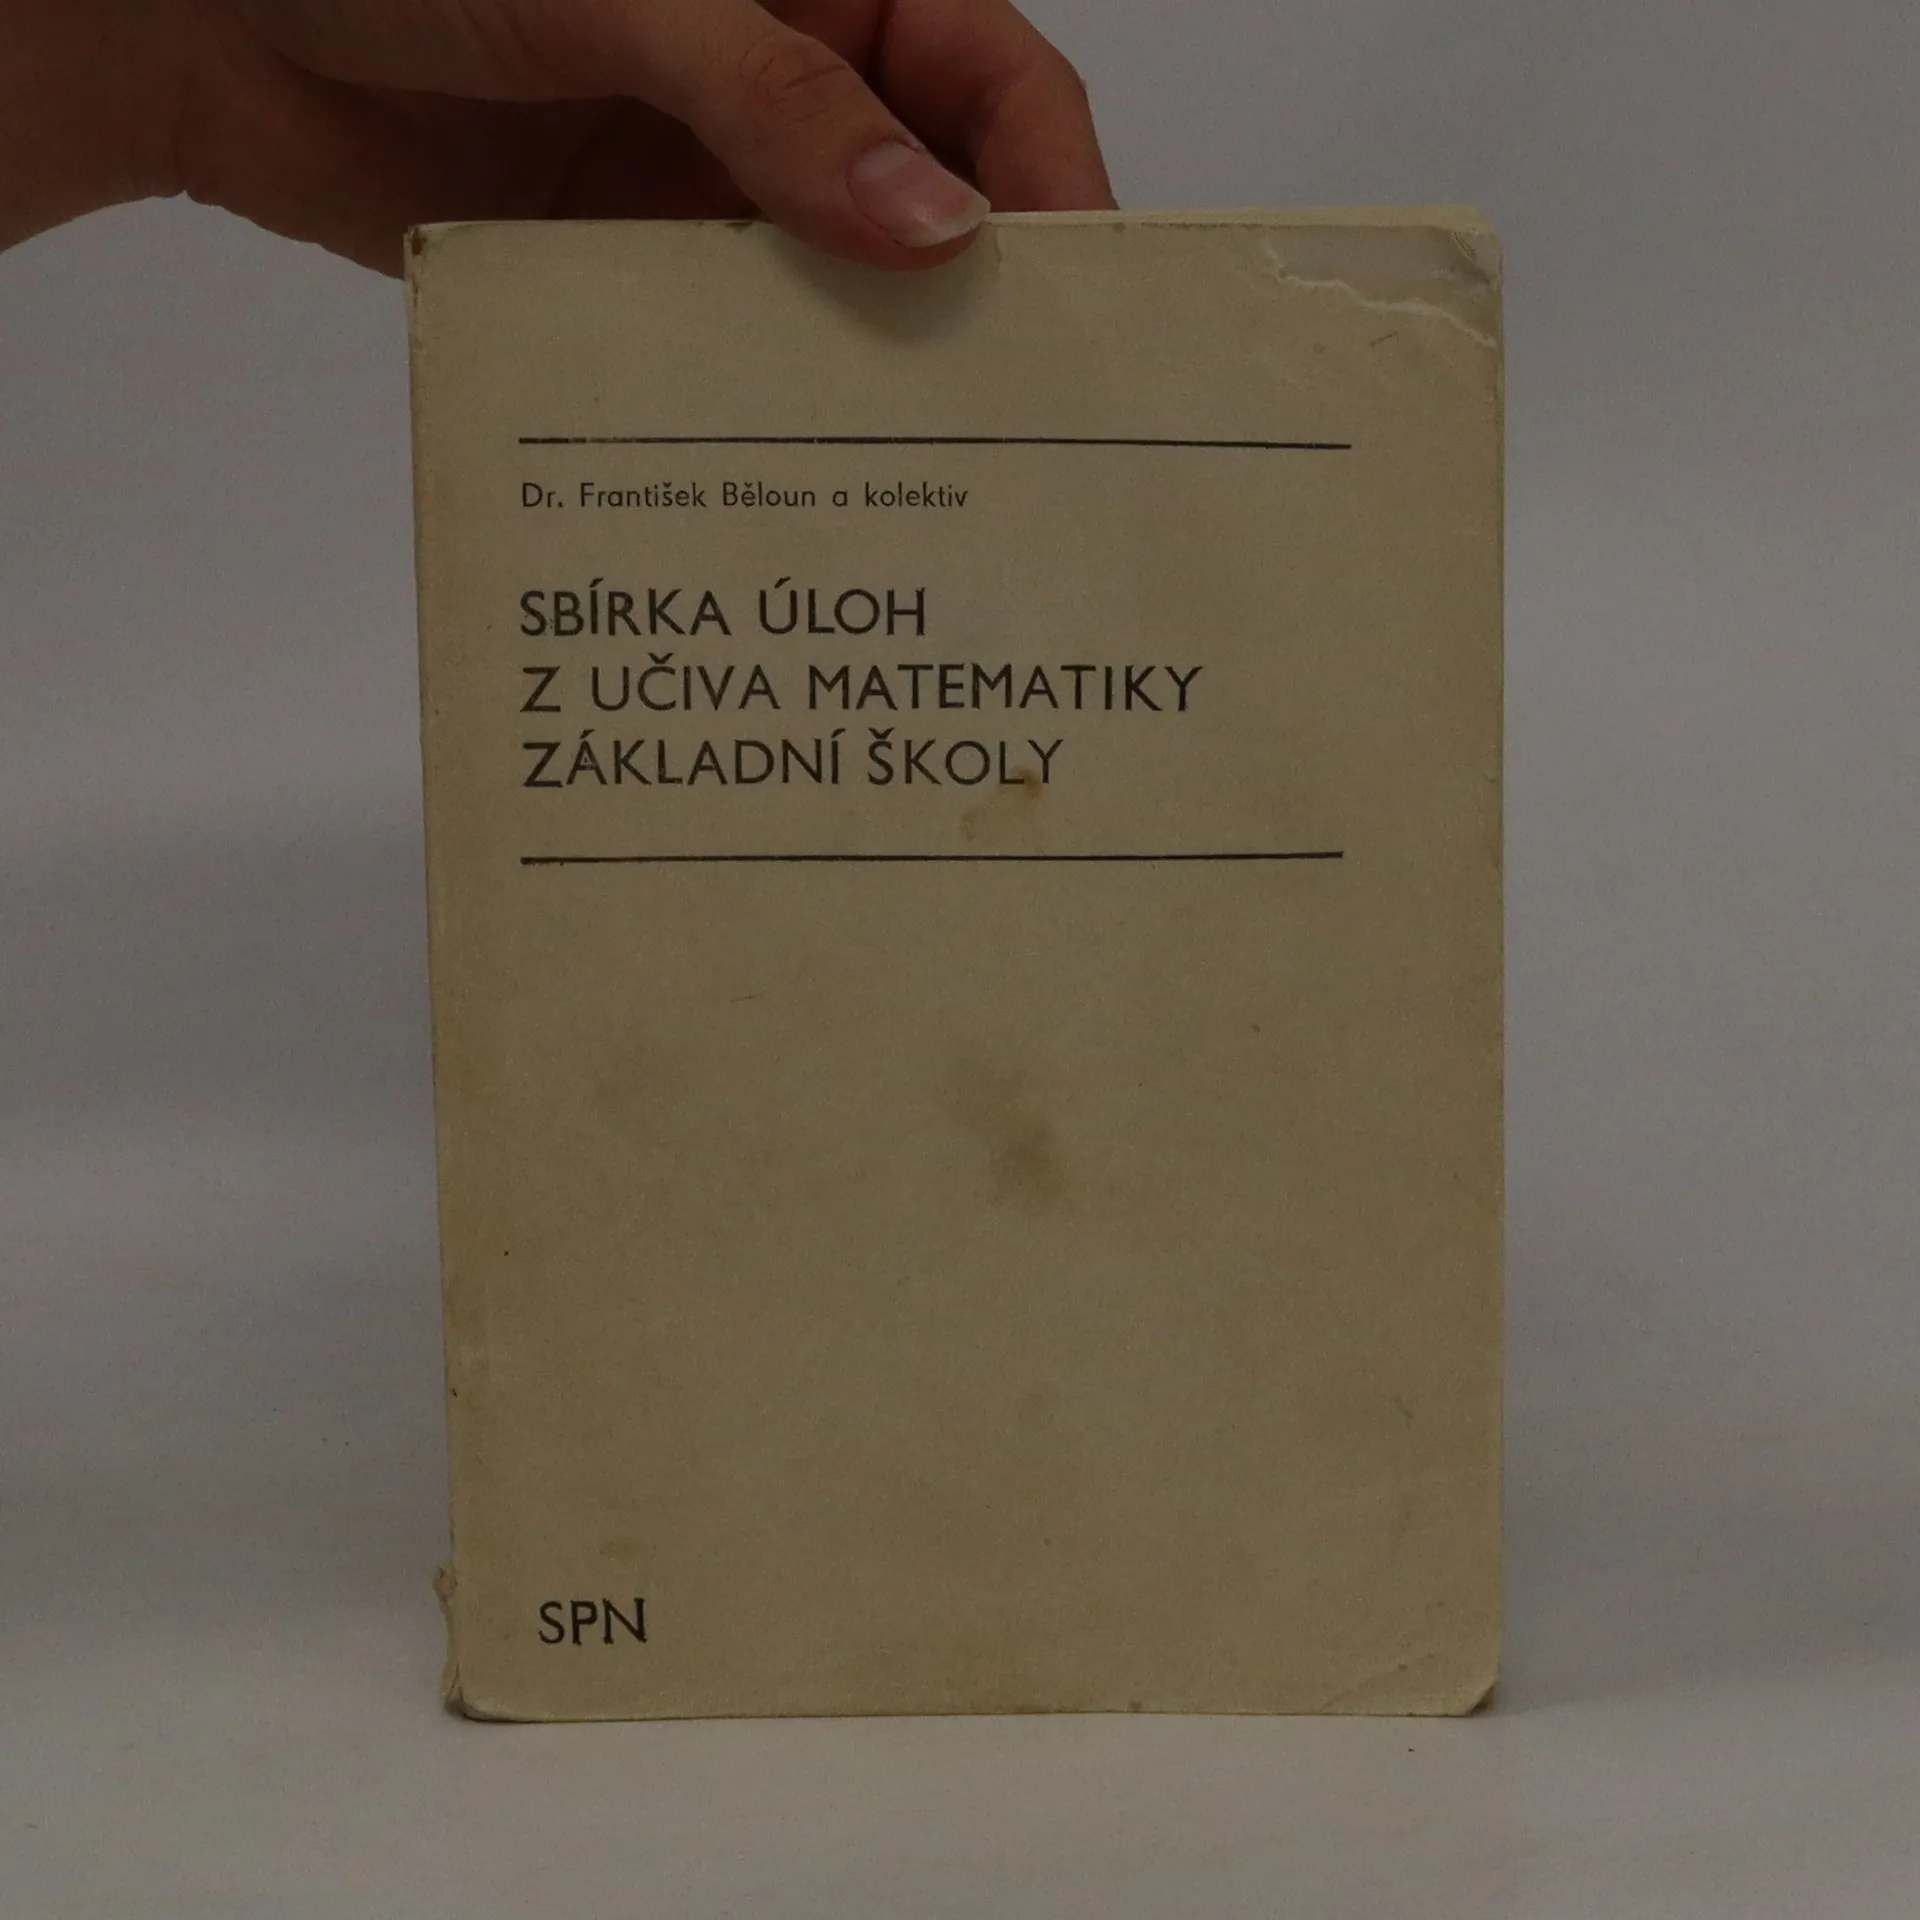 Dr. František Běloun a kolektiv
SBÍRKA ÚLOH
Z UČIVA MATEMATIKY
ZÁKLADNÍ ŠKOLY
SPN